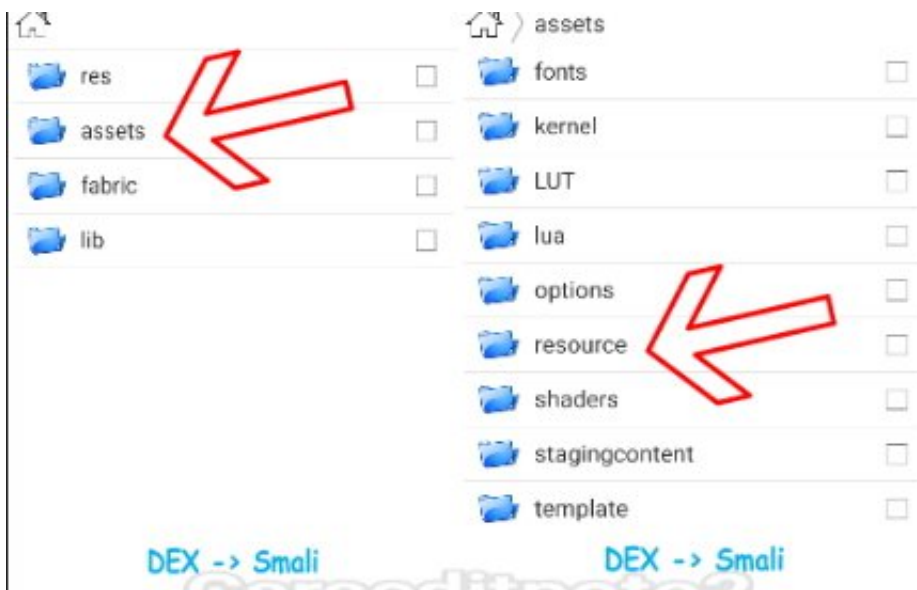 res
assets
fabric
lib
DEX -> Smali
assets
fonts
kernel
LUT
lua
options
resource
shaders
stagingcontent
template
DEX -> Smali